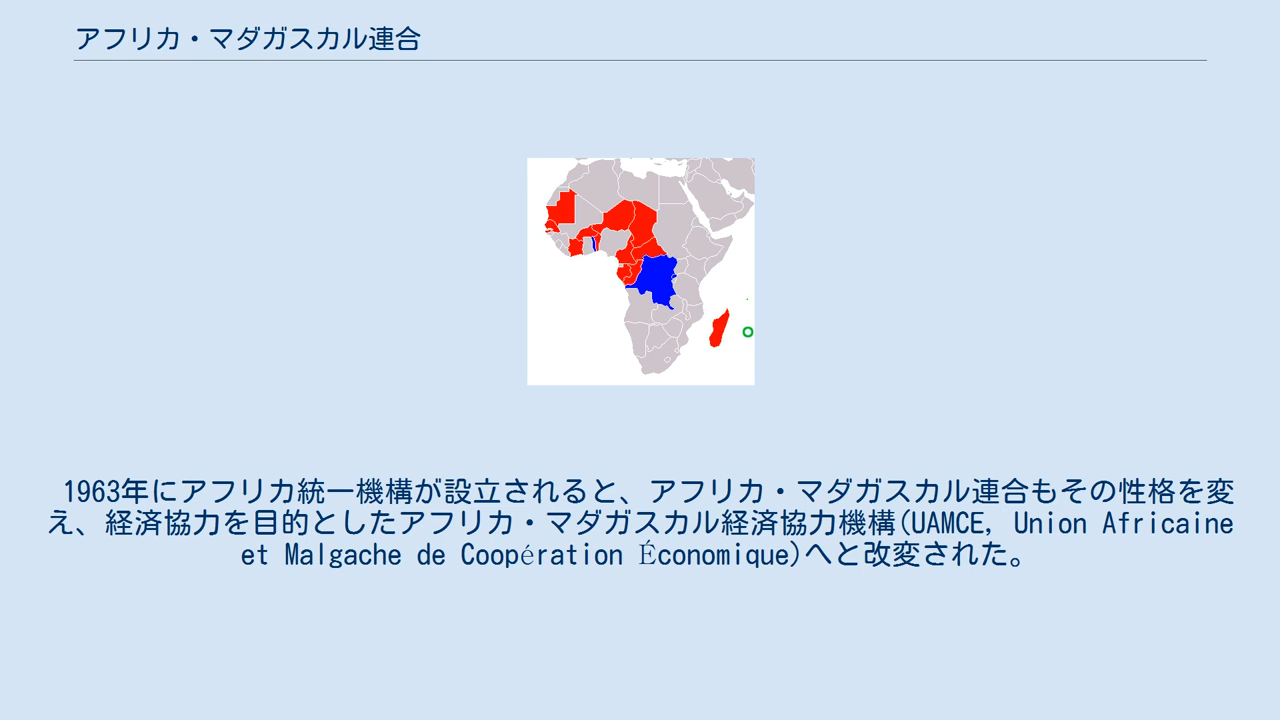 アフリカ・マダガスカル連合
1963年にアフリカ統一機構が設立されると、アフリカ・マダガスカル連合もその性格を変
え、経済協力を目的としたアフリカ・マダガスカル経済協力機構(UAMCE, Union Africaine
et Malgache de Coopération Économique)へと改変された。